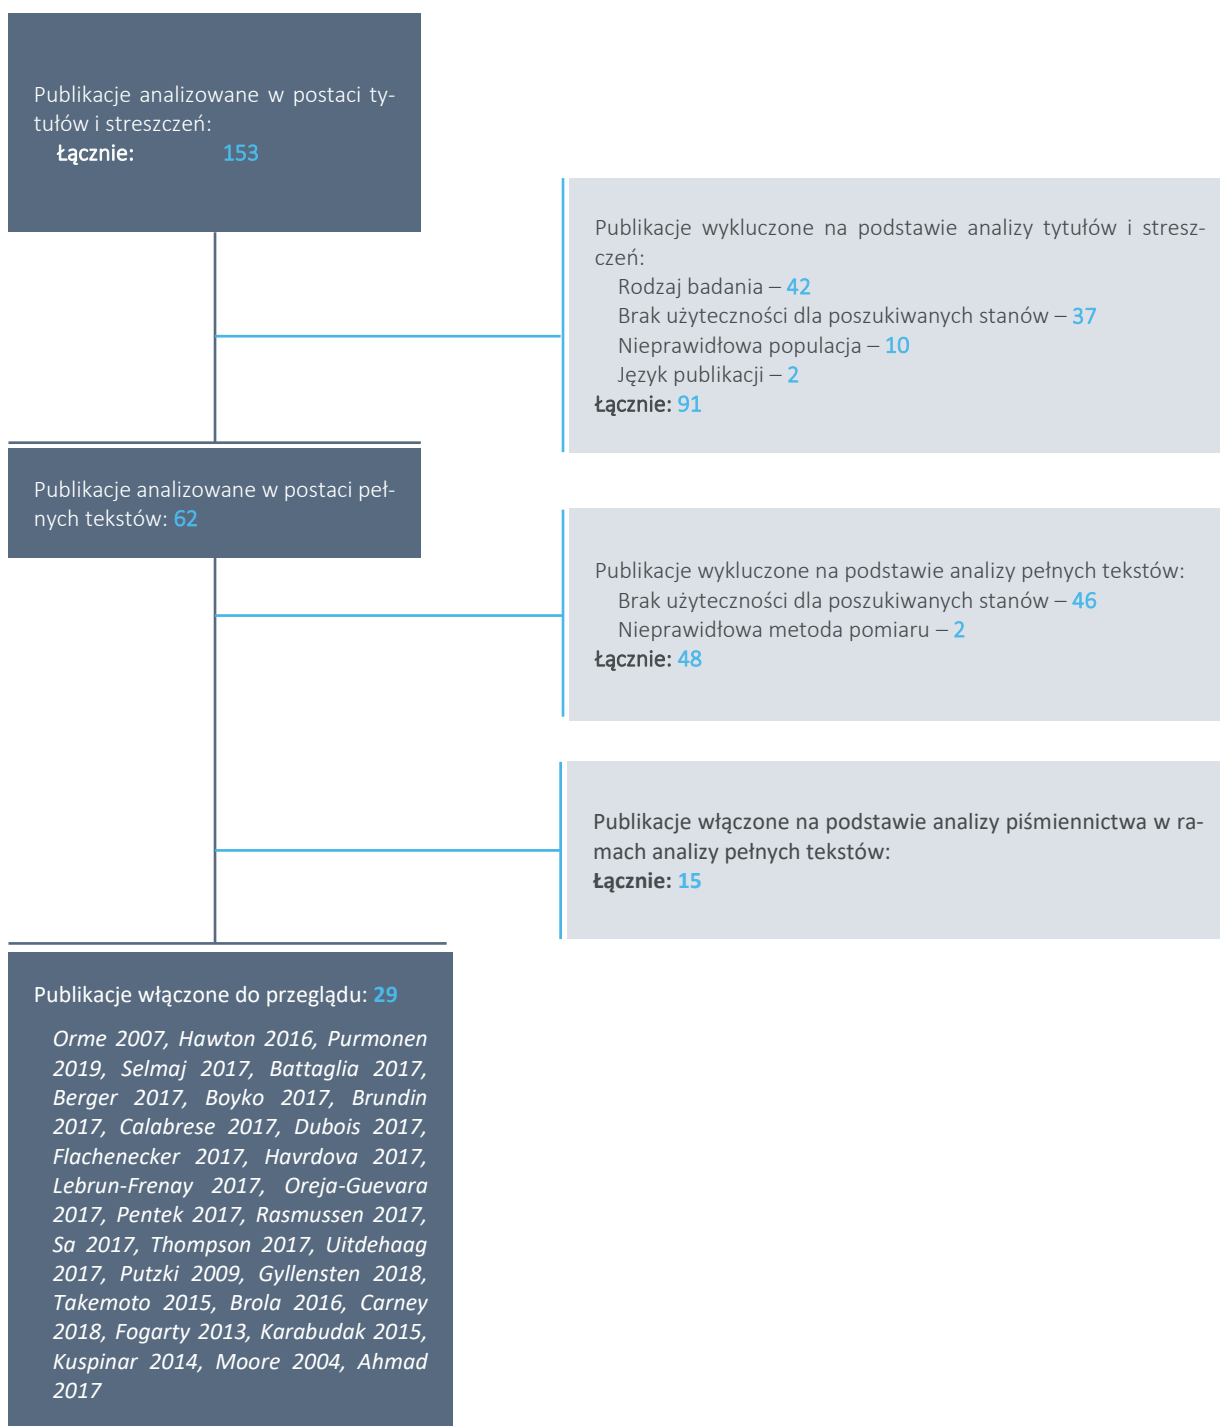 Publikacje analizowane w postaci ty-
tułów i streszczeń:
Łącznie: 153
Publikacje wykluczone na podstawie analizy tytułów i stresz-
czeń:
Rodzaj badania – 42
Brak użyteczności dla poszukiwanych stanów – 37
Nieprawidłowa populacja – 10
Język publikacji – 2
Łącznie: 91
Publikacje analizowane w postaci peł-
nych tekstów: 62
Publikacje wykluczone na podstawie analizy pełnych tekstów:
Brak użyteczności dla poszukiwanych stanów – 46
Nieprawidłowa metoda pomiaru – 2
Łącznie: 48
Publikacje włączone na podstawie analizy piśmiennictwa w ra-
mach analizy pełnych tekstów:
Łącznie: 15
Publikacje włączone do przeglądu: 29
Orme 2007, Hawton 2016, Purmonen
2019, Selmaj 2017, Battaglia 2017,
Berger 2017, Boyko 2017, Brundin
2017, Calabrese 2017, Dubois 2017,
Flachenecker 2017, Havrdova 2017,
Lebrun-Frenay 2017, Oreja-Guevara
2017, Pentek 2017, Rasmussen 2017,
Sa 2017, Thompson 2017, Uitdehaag
2017, Putzki 2009, Gyllensten 2018,
Takemoto 2015, Brola 2016, Carney
2018, Fogarty 2013, Karabudak 2015,
Kuspinar 2014, Moore 2004, Ahmad
2017